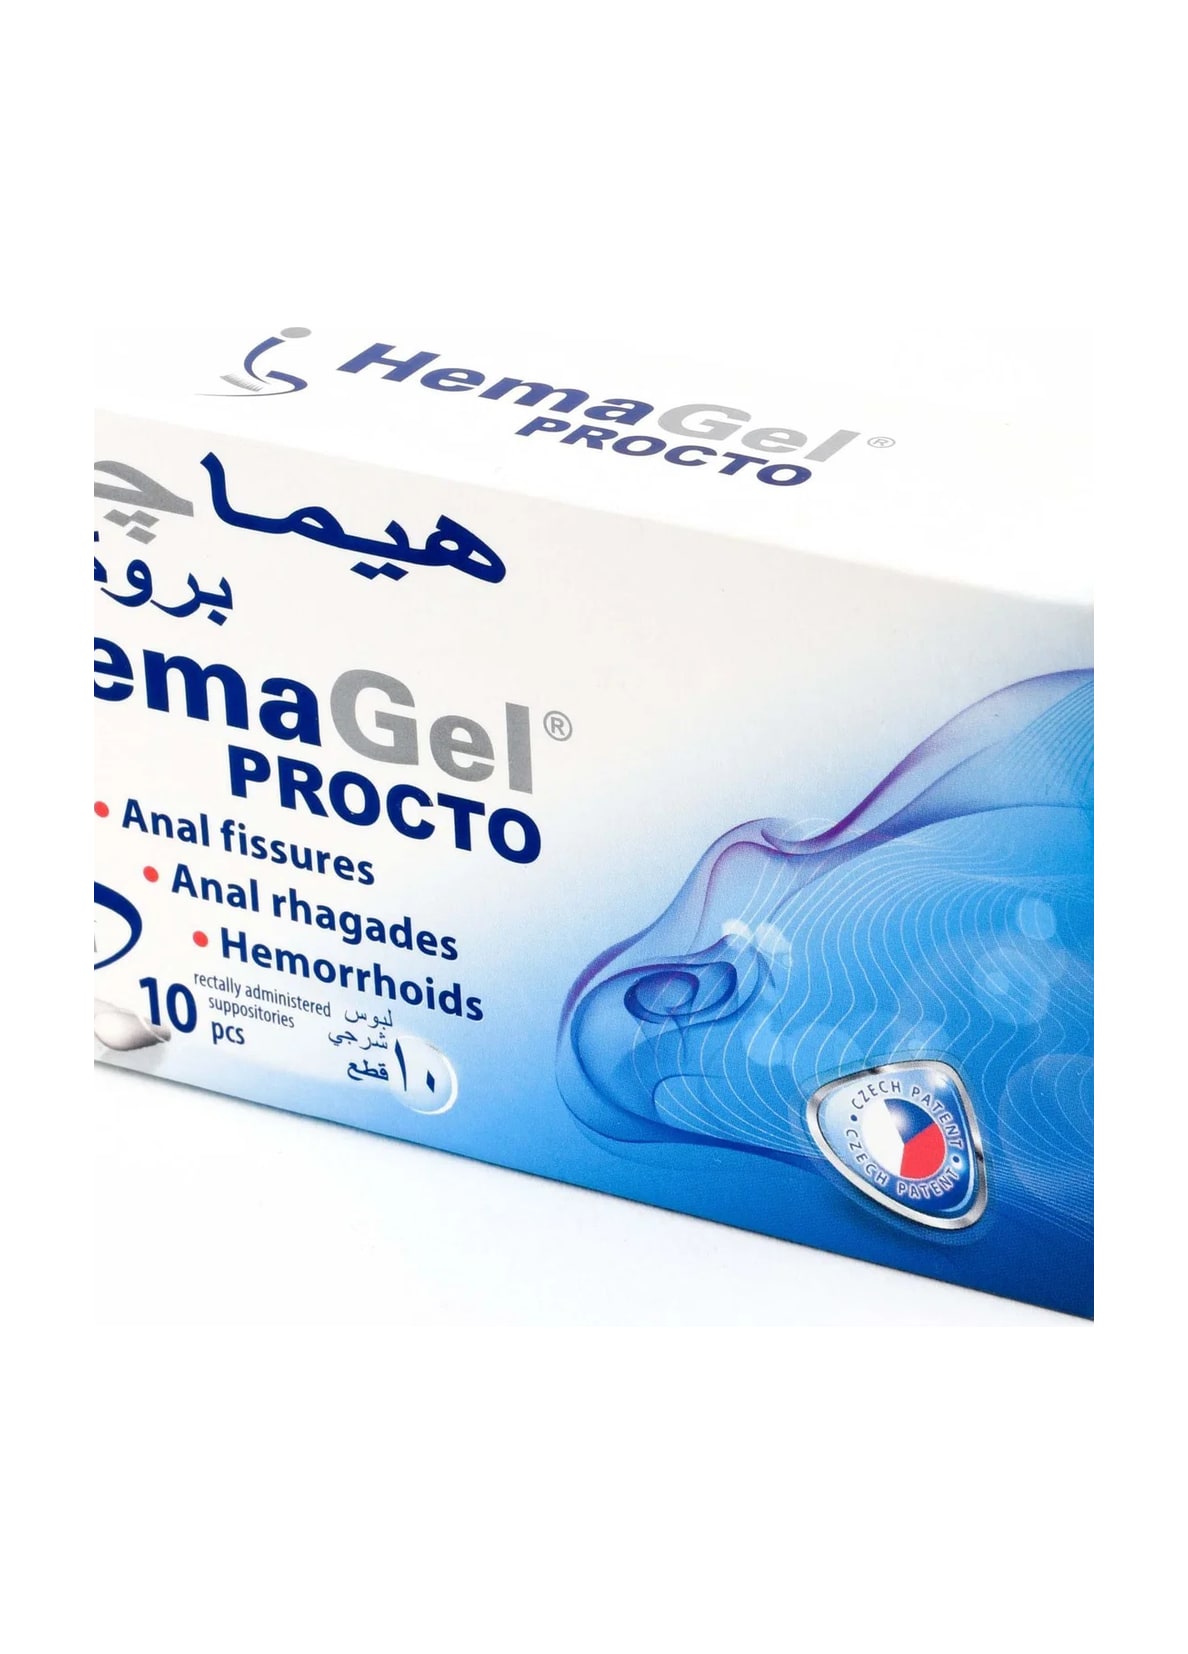 HemaGel®
PROCTO
هيما
emaGel®
PROCTO
• Anal fissures
• Anal rhagades
• Hemorrhoids
10 rectally administered
suppositories
pcs
لبوس
شرجي
١٠ قطع
CZECH PATENT • CZECH PATENT •